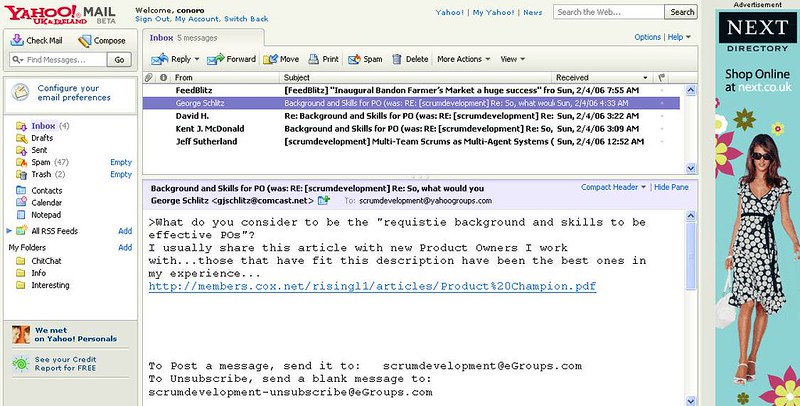 YAHOO! MAIL
UK & IRELAND BETA
Welcome, conoro
Sign Out, My Account, Switch Back
Yahoo! | My Yahoo! | News
Search the Web...
Search
Advertisement
Check Mail
Compose
Find Messages...
Go
Configure your
email preferences
Inbox (4)
Drafts
Sent
Spam (47) Empty
Trash (2) Empty
Contacts
Calendar
Notepad
All RSS Feeds Add
My Folders Add
ChitChat
Info
Interesting
We met
on Yahoo! Personals
See your Credit
Report for FREE
Inbox 5 messages
Options | Help
Reply Forward Move Print Spam Delete More Actions View
From Subject Received
FeedBlitz [FeedBlitz] "Inaugural Bandon Farmer's Market a huge success" fro Sun, 2/4/06 7:55 AM
George Schlitz Background and Skills for PO (was: RE: [scrumdevelopment] Re: So, what woul Sun, 2/4/06 4:33 AM
David H. Re: Background and Skills for PO (was: RE: [scrumdevelopment] Re: Sun, 2/4/06 3:22 AM
Kent J. McDonald Background and Skills for PO (was: RE: [scrumdevelopment] Re: So, Sun, 2/4/06 3:09 AM
Jeff Sutherland [scrumdevelopment] Multi-Team Scrums as Multi-Agent Systems ( Sun, 2/4/06 12:52 AM
Background and Skills for PO (was: RE: [scrumdevelopment] Re: So, what would you
Compact Header | Hide Pane
George Schlitz <gjschlitz@comcast.net> To: scrumdevelopment@yahoogroups.com
>What do you consider to be the "requistie background and skills to be
effective POs"?
I usually share this article with new Product Owners I work
with...those that have fit this description have been the best ones in
my experience...
http://members.cox.net/risingl1/articles/Product%20Champion.pdf
To Post a message, send it to: scrumdevelopment@eGroups.com
To Unsubscribe, send a blank message to:
scrumdevelopment-unsubscribe@eGroups.com
NEXT
DIRECTORY
Shop Online
at next.co.uk